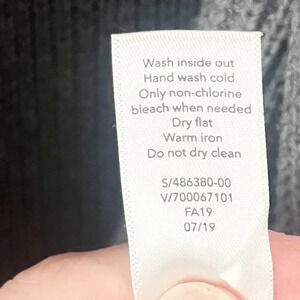 Wash inside out
Hand wash cold
Only non-chlorine
bleach when needed
Dry flat
Warm iron
Do not dry clean
S/486380-00
V/700067101
FA19
07/19